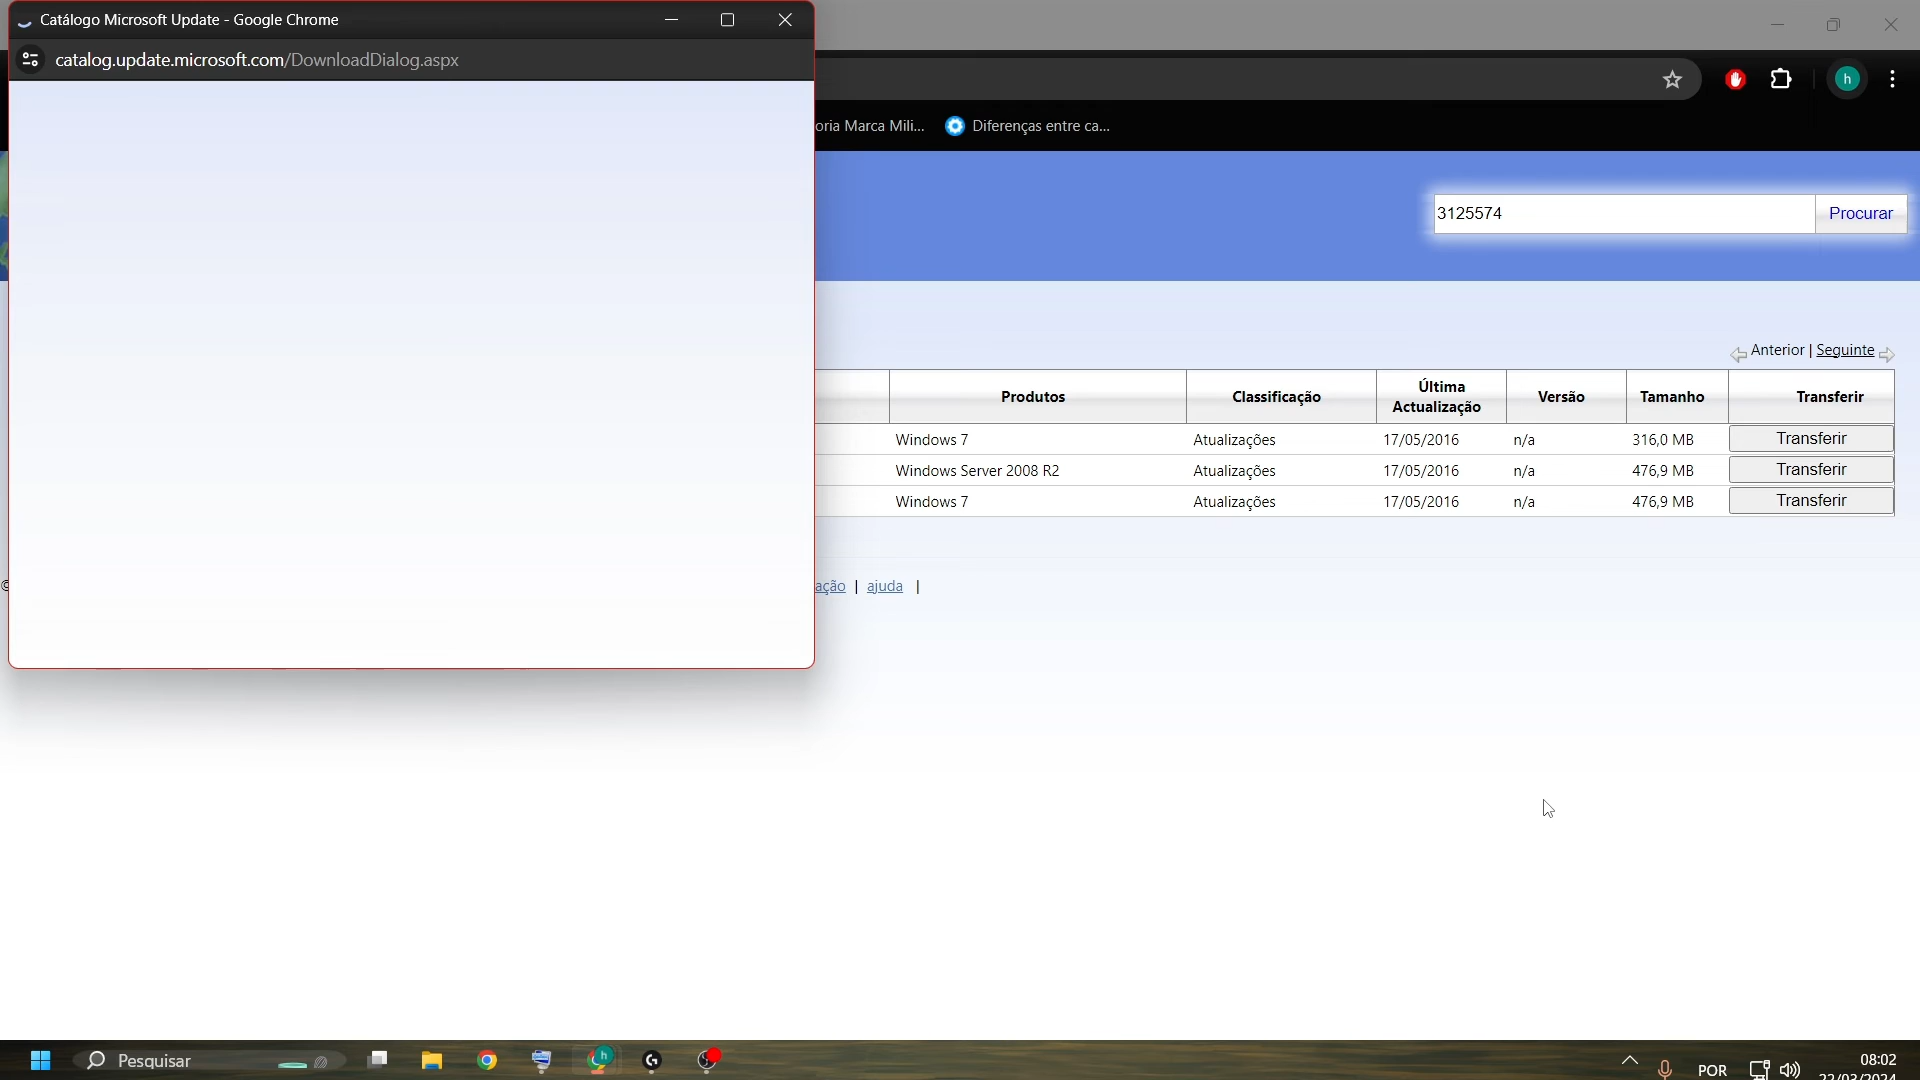 Catálogo Microsoft Update - Google Chrome
catalog.update.microsoft.com/DownloadDialog.aspx
h
oria Marca Mili...
Diferenças entre ca...
3125574
Procurar
Anterior | Seguinte
Produtos
Classificação
Última
Actualização
Versão
Tamanho
Transferir
Windows 7
Atualizações
17/05/2016
n/a
316,0 MB
Transferir
Windows Server 2008 R2
Atualizações
17/05/2016
n/a
476,9 MB
Transferir
Windows 7
Atualizações
17/05/2016
n/a
476,9 MB
Transferir
©
ação | ajuda |
Pesquisar
h
POR
08:02
22/03/2024